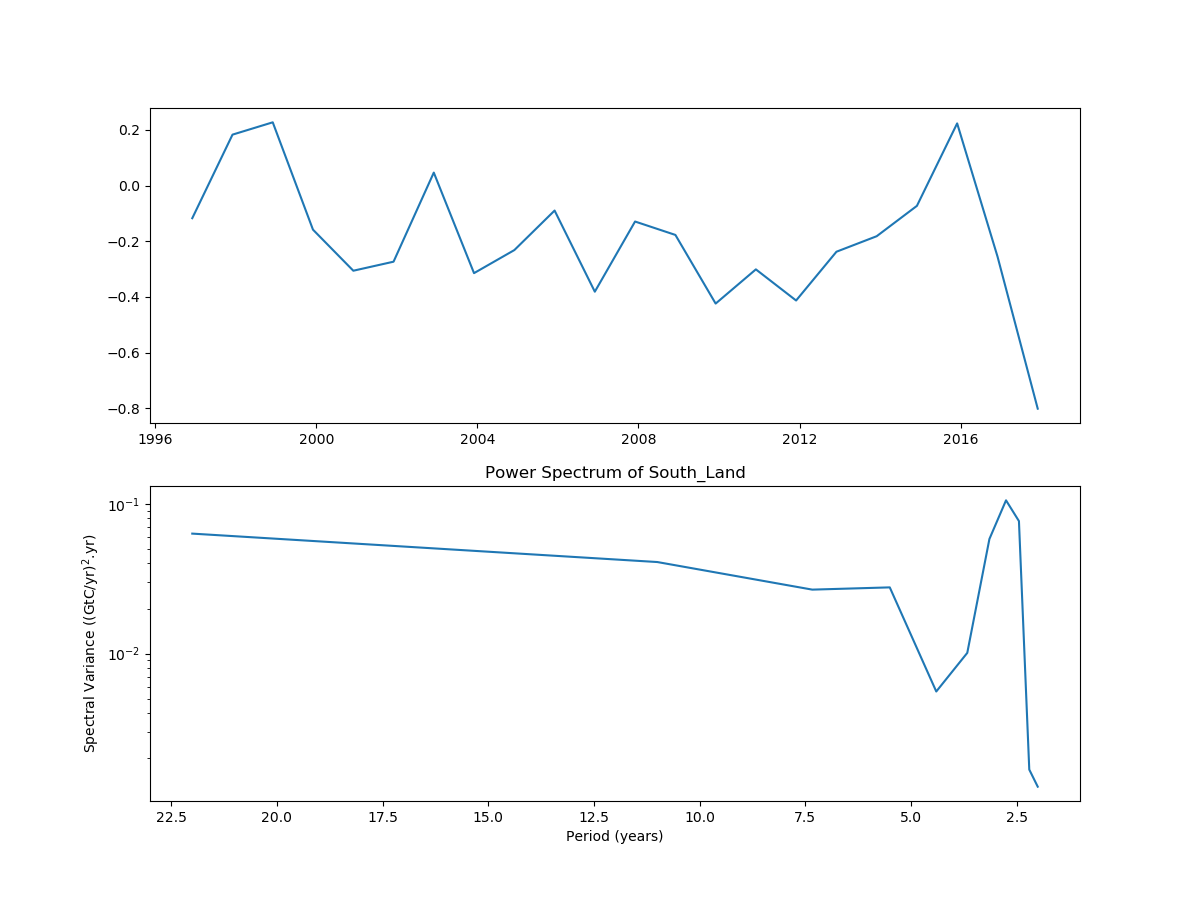 0.2
0.0
−0.2
−0.4
−0.6
−0.8
1996 2000 2004 2008 2012 2016
Power Spectrum of South_Land
Spectral Variance ((GtC/yr)².yr)
10⁻¹
10⁻²
22.5 20.0 17.5 15.0 12.5 10.0 7.5 5.0 2.5
Period (years)